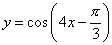 y = cos(4x − π/3)